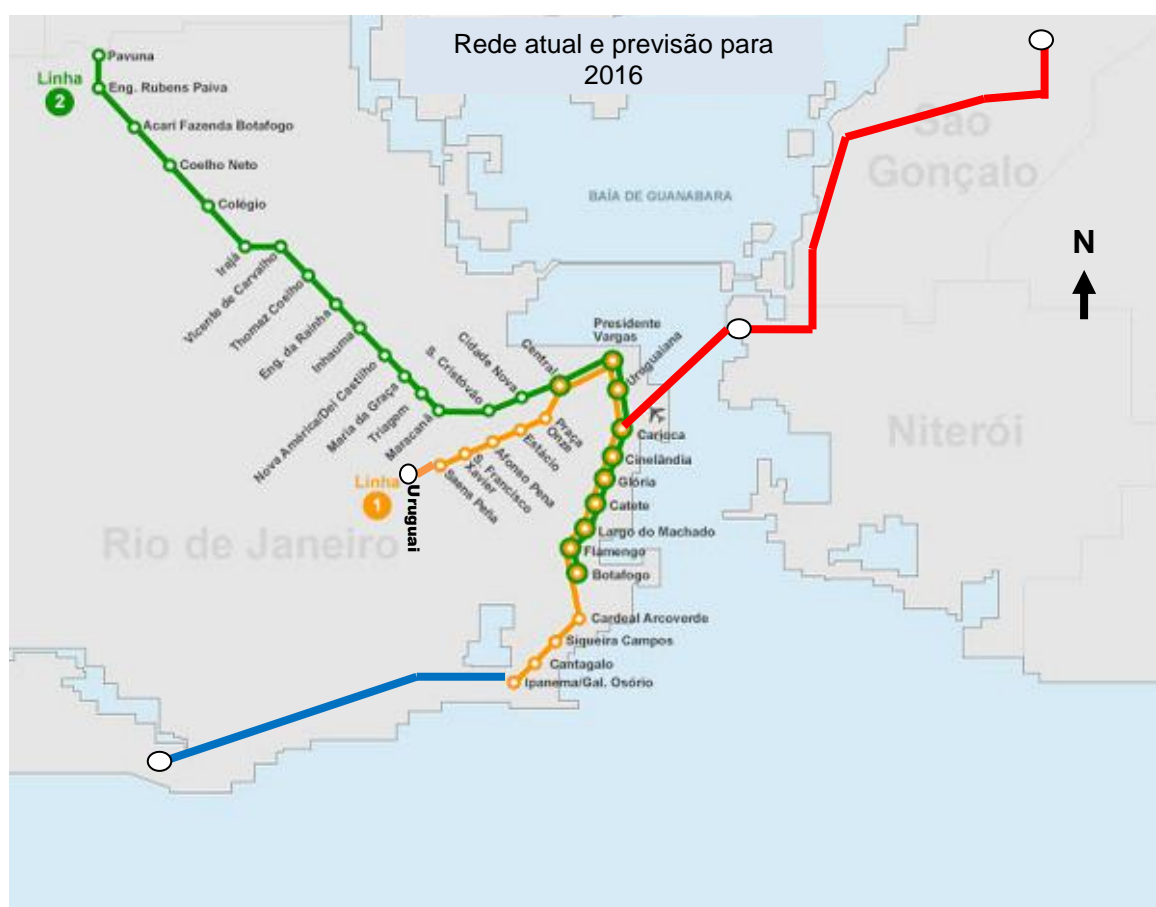 Rede atual e previsão para
2016
Pavuna
Linha
2
Eng. Rubens Paiva
Acari Fazenda Botafogo
Coelho Neto
Colégio
Irajá
Vicente de Carvalho
Thomaz Coelho
Eng. da Rainha
Inhauma
Nova América/Del Castilho
Maria da Graça
Triagem
Maracanã
S. Cristóvão
Cidade Nova
Central
Presidente
Vargas
Uruguaiana
Carioca
Cinelândia
Glória
Catete
Largo do Machado
Flamengo
Botafogo
Cardeal Arcoverde
Siqueira Campos
Cantagalo
Ipanema/Gal. Osório
Praça
Onze
Estácio
Afonso Pena
S. Francisco
Xavier
Saens Peña
Uruguai
Linha
1
BAÍA DE GUANABARA
São
Gonçalo
N
Niterói
Rio de Janeiro